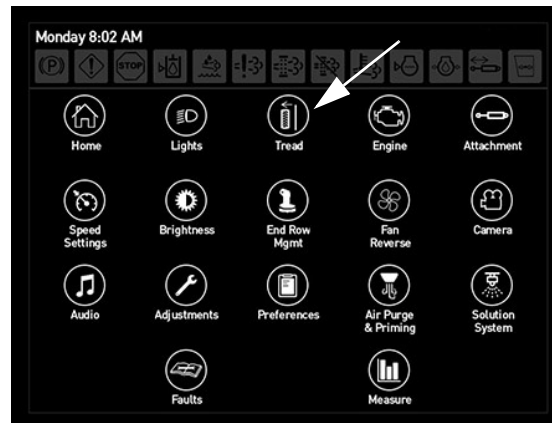 Monday 8:02 AM
STOP
Home Lights Tread Engine Attachment
Speed Settings Brightness End Row Mgmt Fan Reverse Camera
Audio Adjustments Preferences Air Purge & Priming Solution System
Faults Measure